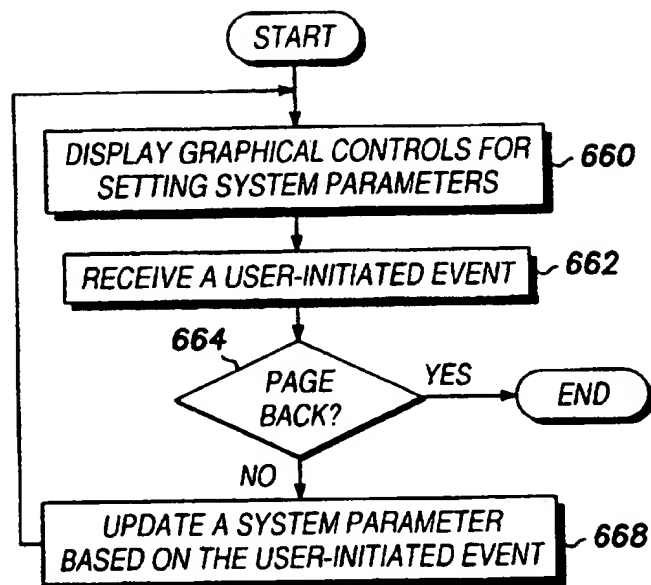 START
DISPLAY GRAPHICAL CONTROLS FOR
SETTING SYSTEM PARAMETERS
660
RECEIVE A USER-INITIATED EVENT
662
664
PAGE
BACK?
YES
END
NO
UPDATE A SYSTEM PARAMETER
BASED ON THE USER-INITIATED EVENT
668